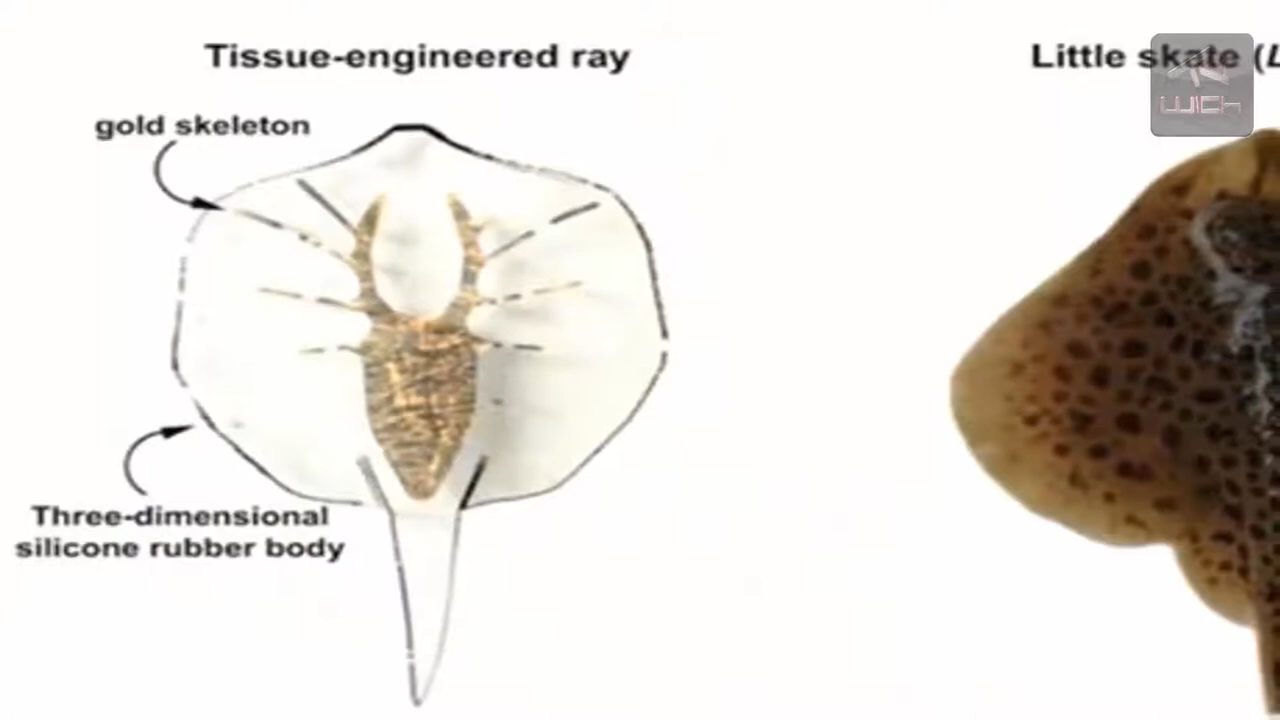 Tissue-engineered ray
Little skate (L
gold skeleton
Three-dimensional
silicone rubber body